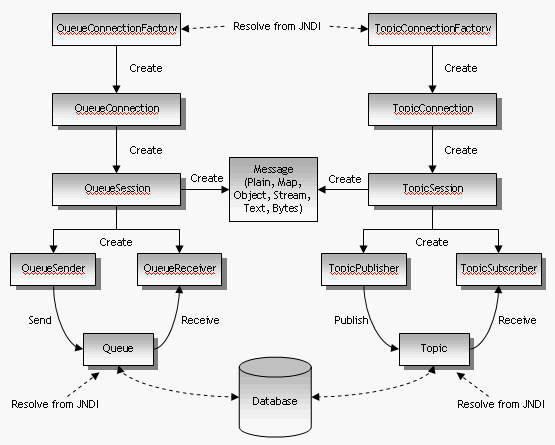 QueueConnectionFactory
Resolve from JNDI
TopicConnectionFactory
Create
Create
QueueConnection
TopicConnection
Create
Create
QueueSession
Create
Message
(Plain, Map,
Object, Stream,
Text, Bytes)
Create
TopicSession
Create
Create
QueueSender
QueueReceiver
TopicPublisher
TopicSubscriber
Send
Receive
Publish
Receive
Queue
Topic
Database
Resolve from JNDI
Resolve from JNDI